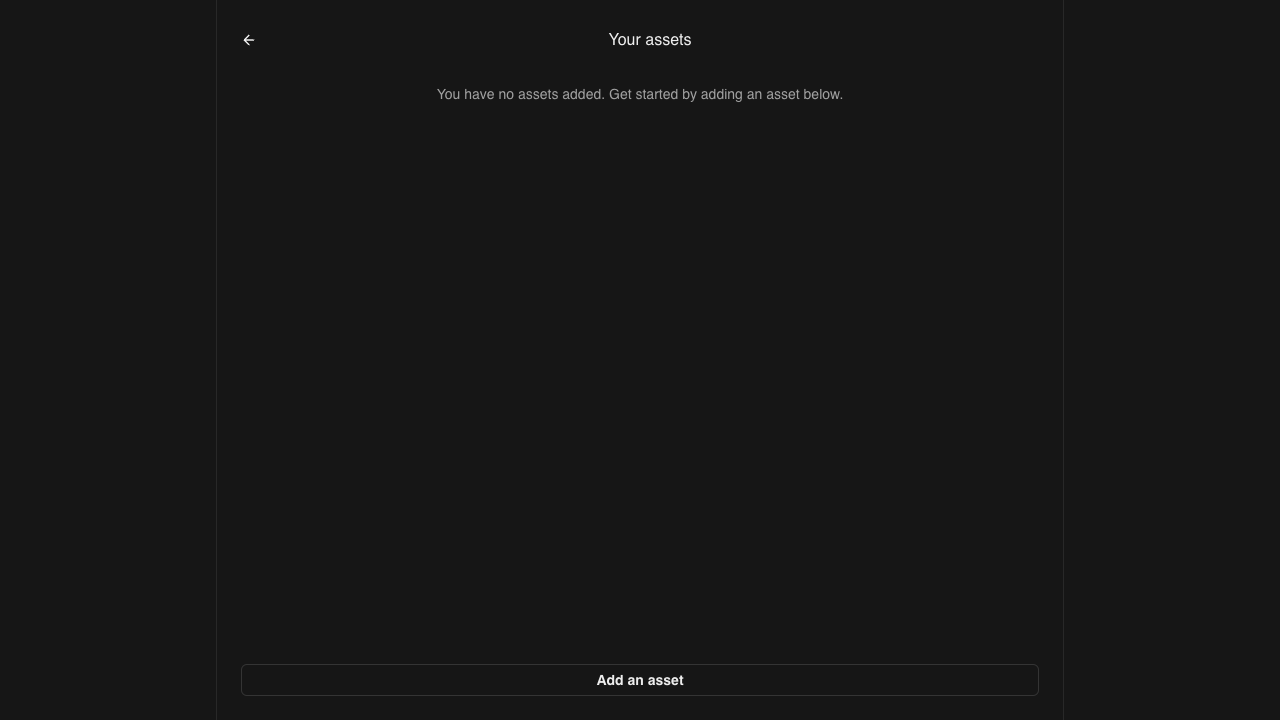 Your assets
You have no assets added. Get started by adding an asset below.
Add an asset